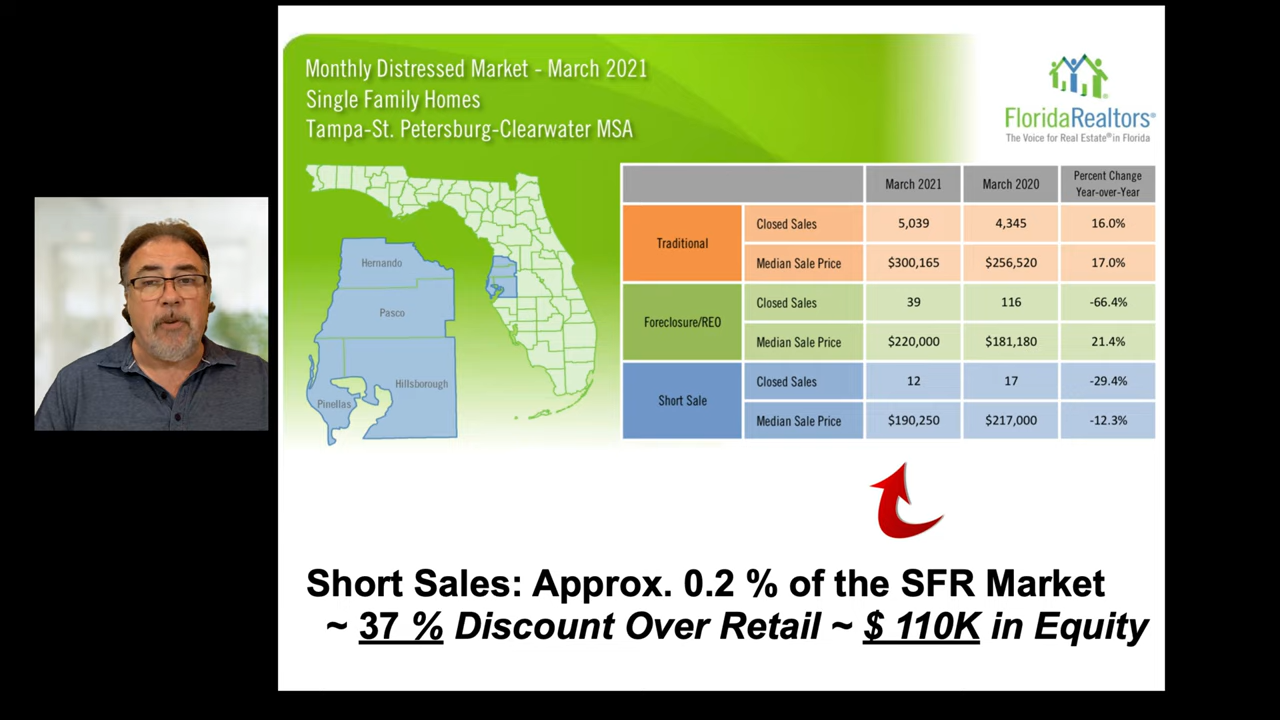 Monthly Distressed Market - March 2021
Single Family Homes
Tampa-St. Petersburg-Clearwater MSA
FloridaRealtors®
The Voice for Real Estate® in Florida
Hernando
Pasco
Hillsborough
Pinellas
March 2021 March 2020 Percent Change Year-over-Year
Traditional
Closed Sales 5,039 4,345 16.0%
Median Sale Price $300,165 $256,520 17.0%
Foreclosure/REO
Closed Sales 39 116 -66.4%
Median Sale Price $220,000 $181,180 21.4%
Short Sale
Closed Sales 12 17 -29.4%
Median Sale Price $190,250 $217,000 -12.3%
Short Sales: Approx. 0.2 % of the SFR Market
~ 37 % Discount Over Retail ~ $ 110K in Equity